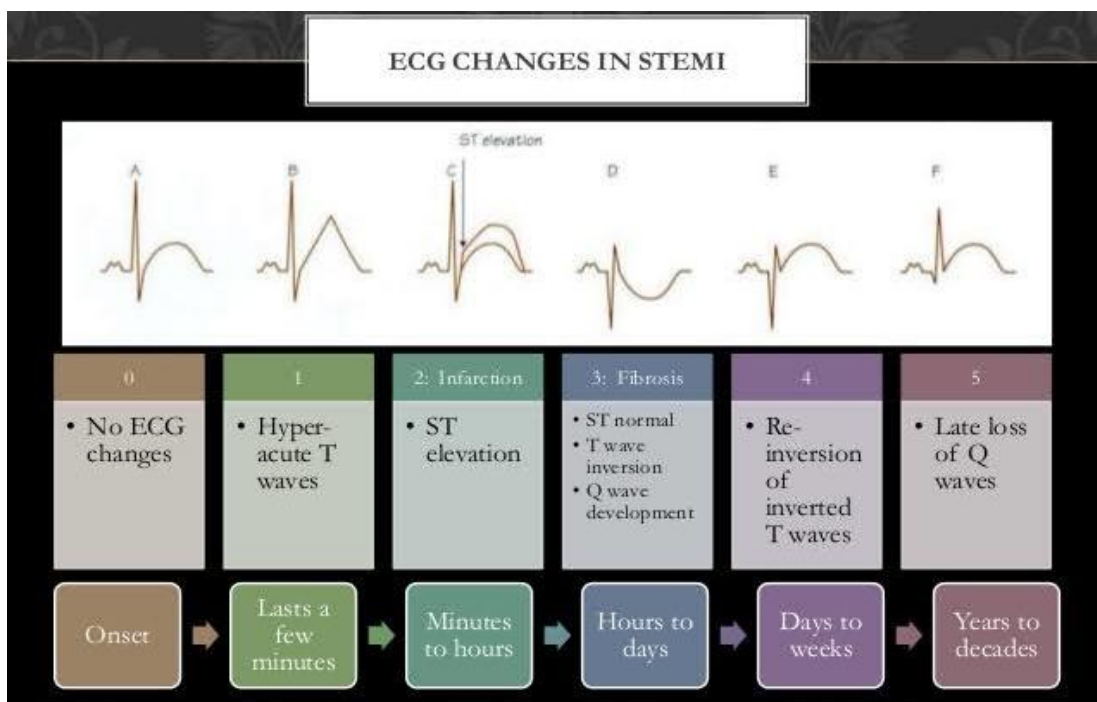 ECG CHANGES IN STEMI
ST elevation
A
B
C
D
E
F
0
• No ECG
changes
1
• Hyper-
acute T
waves
2: Infarction
• ST
elevation
3: Fibrosis
• ST normal
• T wave
inversion
• Q wave
development
4
• Re-
inversion
of
inverted
T waves
5
• Late loss
of Q
waves
Onset
Lasts a
few
minutes
Minutes
to hours
Hours to
days
Days to
weeks
Years to
decades